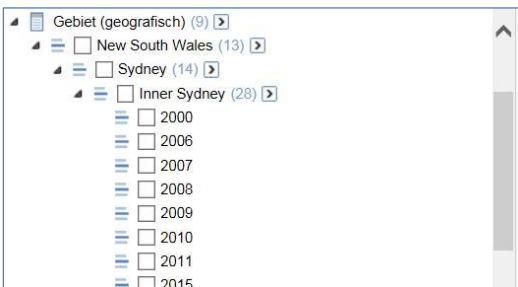 Gebiet (geografisch) (9)
New South Wales (13)
Sydney (14)
Inner Sydney (28)
2000
2006
2007
2008
2009
2010
2011
2015